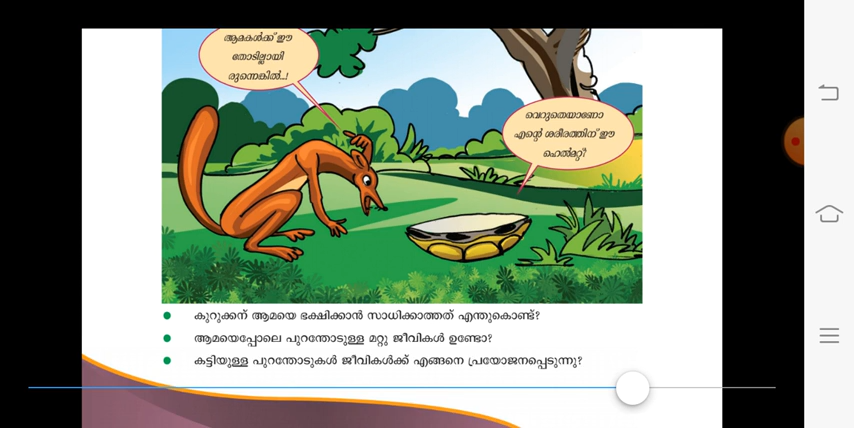 ആമകൾക്ക് ഈ
തോടില്ലായി
രുന്നെങ്കിൽ...!
വെറുതെയാണോ
എന്റെ ശരീരത്തിന് ഈ
ഹെൽമറ്റ്?
കുറുക്കന് ആമയെ ഭക്ഷിക്കാൻ സാധിക്കാത്തത് എന്തുകൊണ്ട്?
ആമയെപ്പോലെ പുറന്തോടുള്ള മറ്റു ജീവികൾ ഉണ്ടോ?
കട്ടിയുള്ള പുറന്തോടുകൾ ജീവികൾക്ക് എങ്ങനെ പ്രയോജനപ്പെടുന്നു?